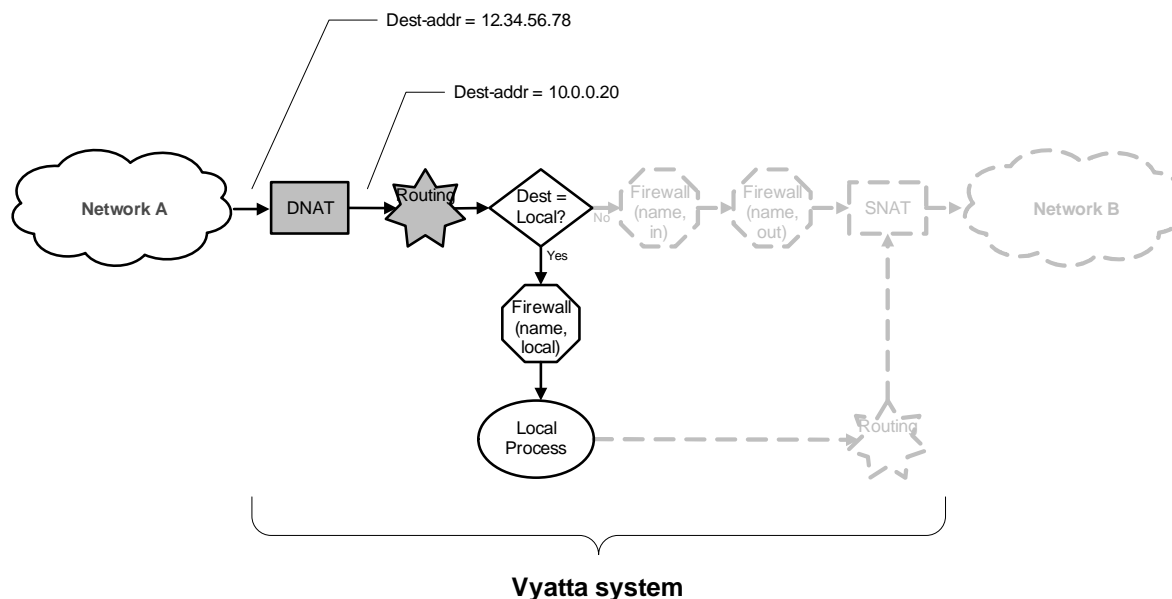 Dest-addr = 12.34.56.78
Dest-addr = 10.0.0.20
Network A
DNAT
Routing
Dest =
Local?
No
Yes
Firewall
(name,
in)
Firewall
(name,
out)
SNAT
Network B
Firewall
(name,
local)
Local
Process
Routing
Vyatta system